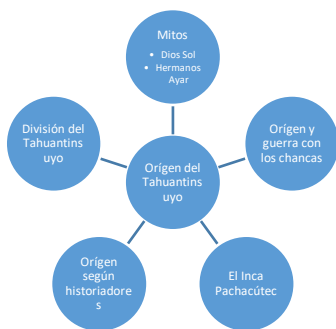 Mitos
• Dios Sol
• Hermanos
Ayar
División del
Tahuantins
uyo
Orígen y
guerra con
los chancas
Orígen del
Tahuantins
uyo
Orígen
según
historiadore
s
El Inca
Pachacútec